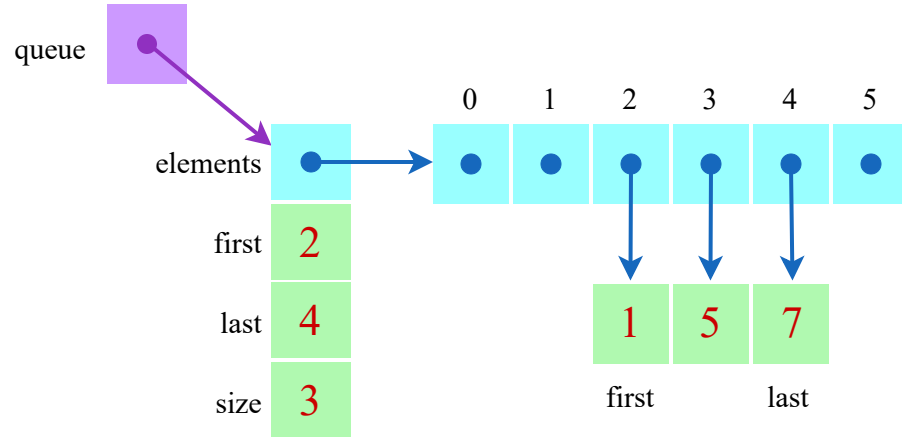 queue
0 1 2 3 4 5
elements
first 2
last 4
1 5 7
size 3
first last